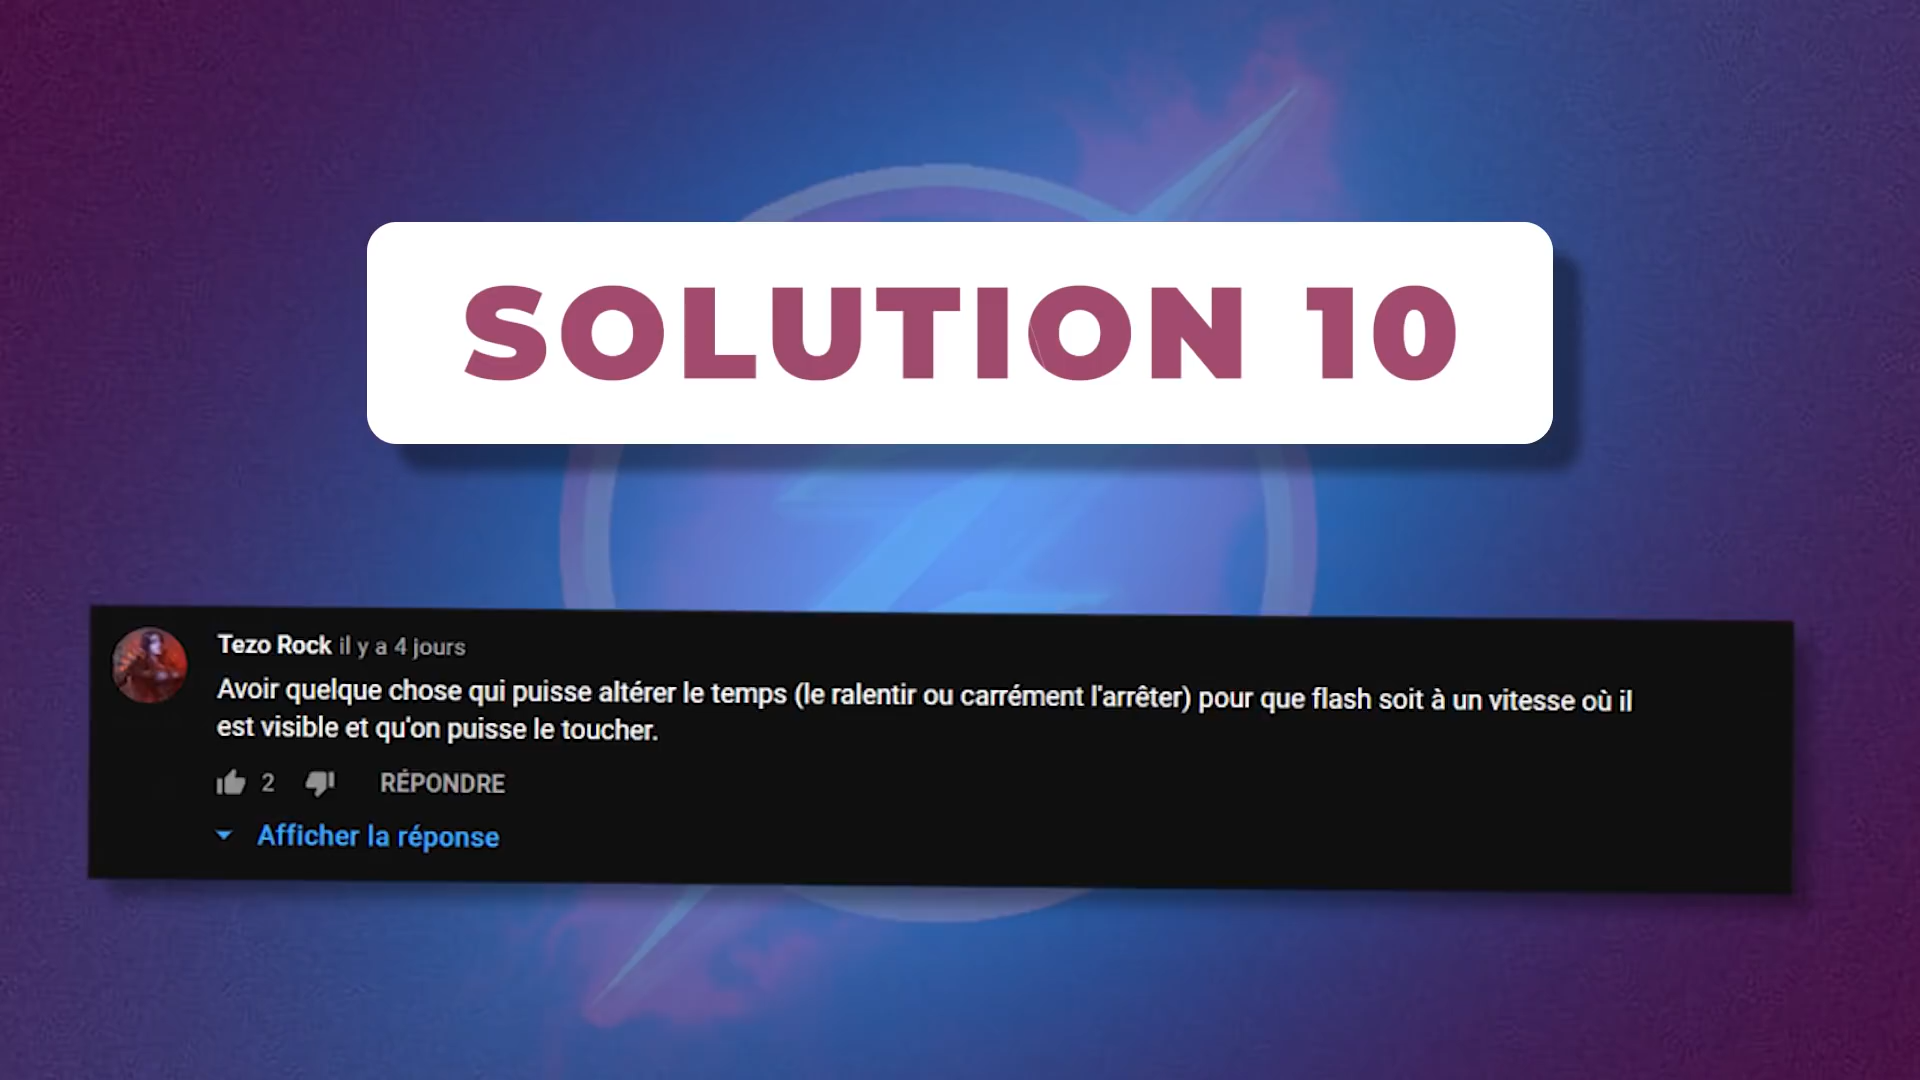 SOLUTION 10
Tezo Rock il y a 4 jours
Avoir quelque chose qui puisse altérer le temps (le ralentir ou carrément l'arrêter) pour que flash soit à un vitesse où il
est visible et qu'on puisse le toucher.
2 RÉPONDRE
Afficher la réponse